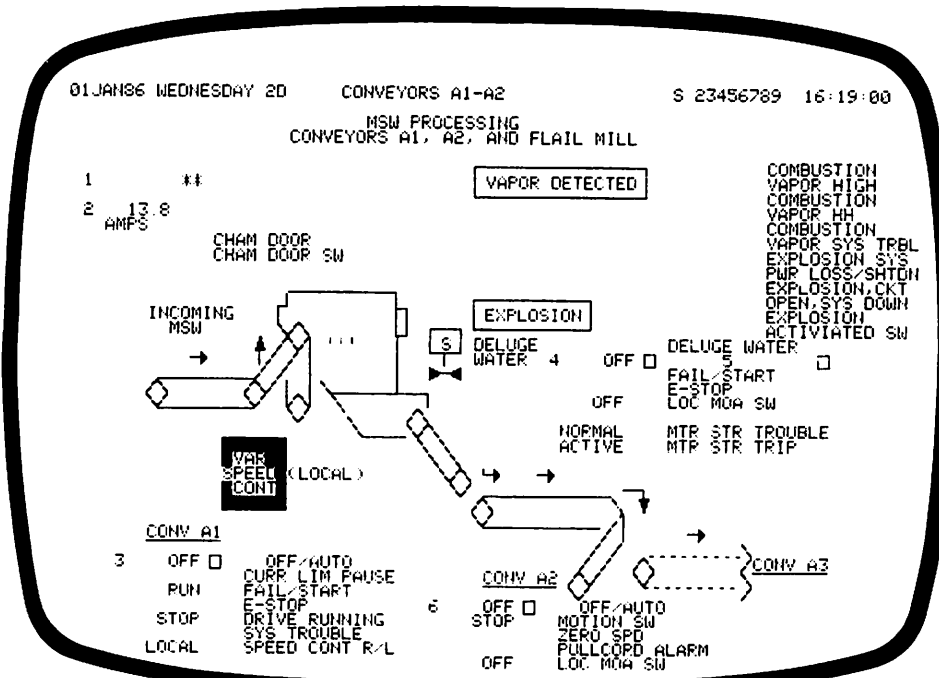 01JAN86 WEDNESDAY 2D CONVEYORS A1-A2 S 23456789 16:19:00
MSW PROCESSING
CONVEYORS A1, A2, AND FLAIL MILL
1 **
2 13.8
AMPS
VAPOR DETECTED
COMBUSTION
VAPOR HIGH
COMBUSTION
VAPOR HH
COMBUSTION
VAPOR SYS TRBL
EXPLOSION SYS
PWR LOSS/SHTDN
EXPLOSION,CKT
OPEN,SYS DOWN
EXPLOSION
ACTIVIATED SW
CHAM DOOR
CHAM DOOR SW
INCOMING
MSW
EXPLOSION
S
DELUGE
WATER 4 OFF
DELUGE WATER
5
FAIL/START
E-STOP
OFF LOC MOA SW
NORMAL MTR STR TROUBLE
ACTIVE MTR STR TRIP
VAR
SPEED (LOCAL)
CONT
CONV A1
3 OFF OFF/AUTO
CURR LIM PAUSE
RUN FAIL/START
E-STOP
STOP DRIVE RUNNING
SYS TROUBLE
LOCAL SPEED CONT R/L
CONV A2
6 OFF OFF/AUTO
STOP MOTION SW
ZERO SPD
PULLCORD ALARM
OFF LOC MOA SW
CONV A3